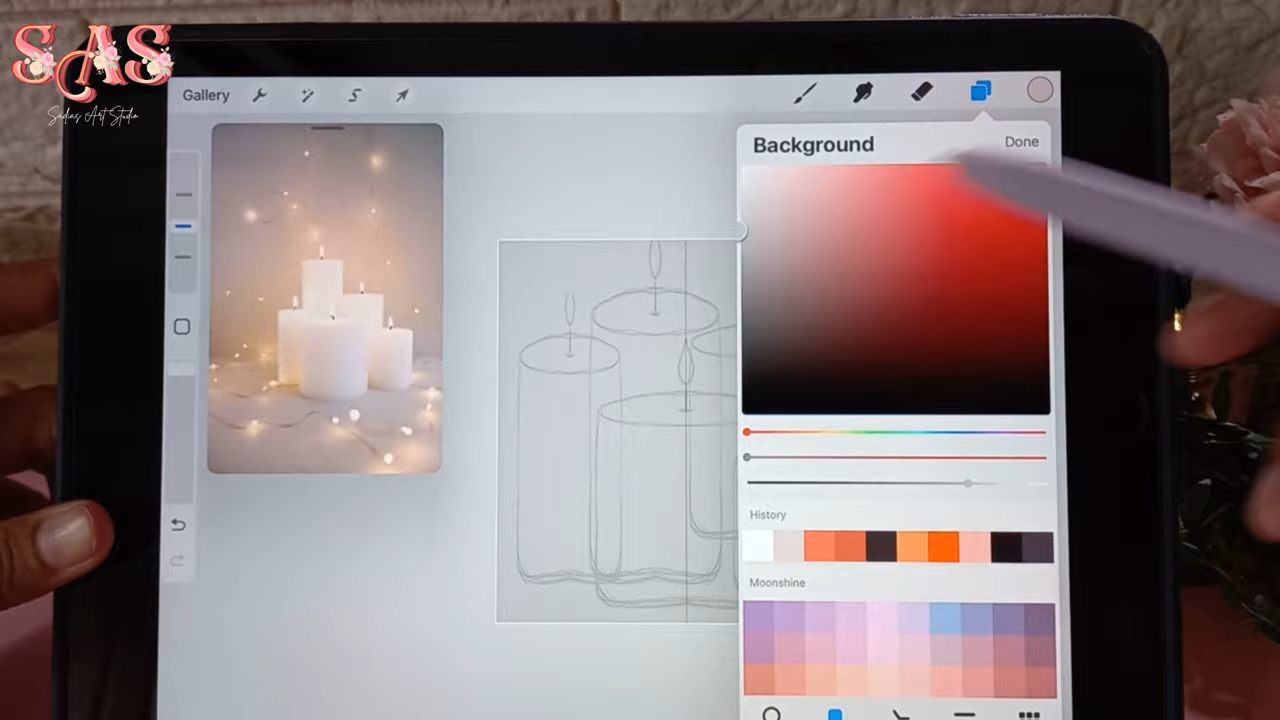 SAS
Sadias Art Studio
Gallery
Background
Done
History
Moonshine